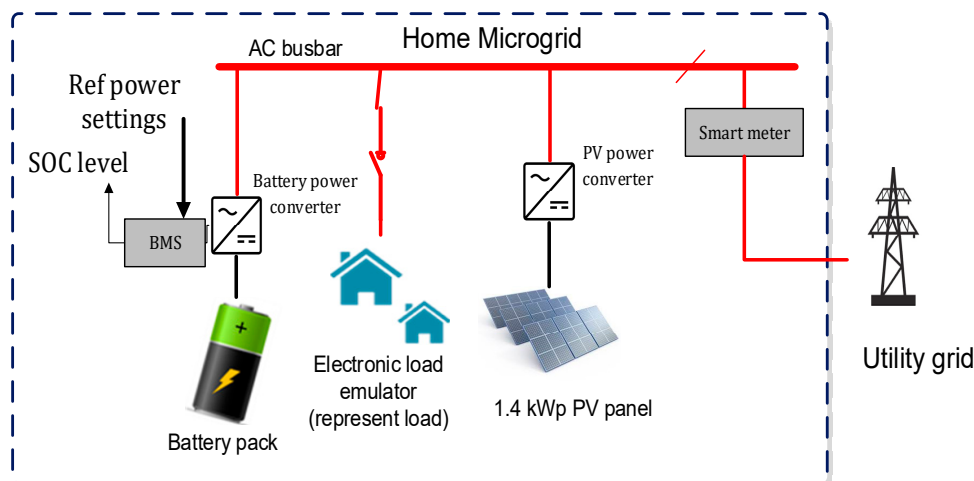 Home Microgrid
AC busbar
Ref power
settings
SOC level
BMS
Battery power
converter
PV power
converter
Smart meter
Electronic load
emulator
(represent load)
1.4 kWp PV panel
Battery pack
Utility grid